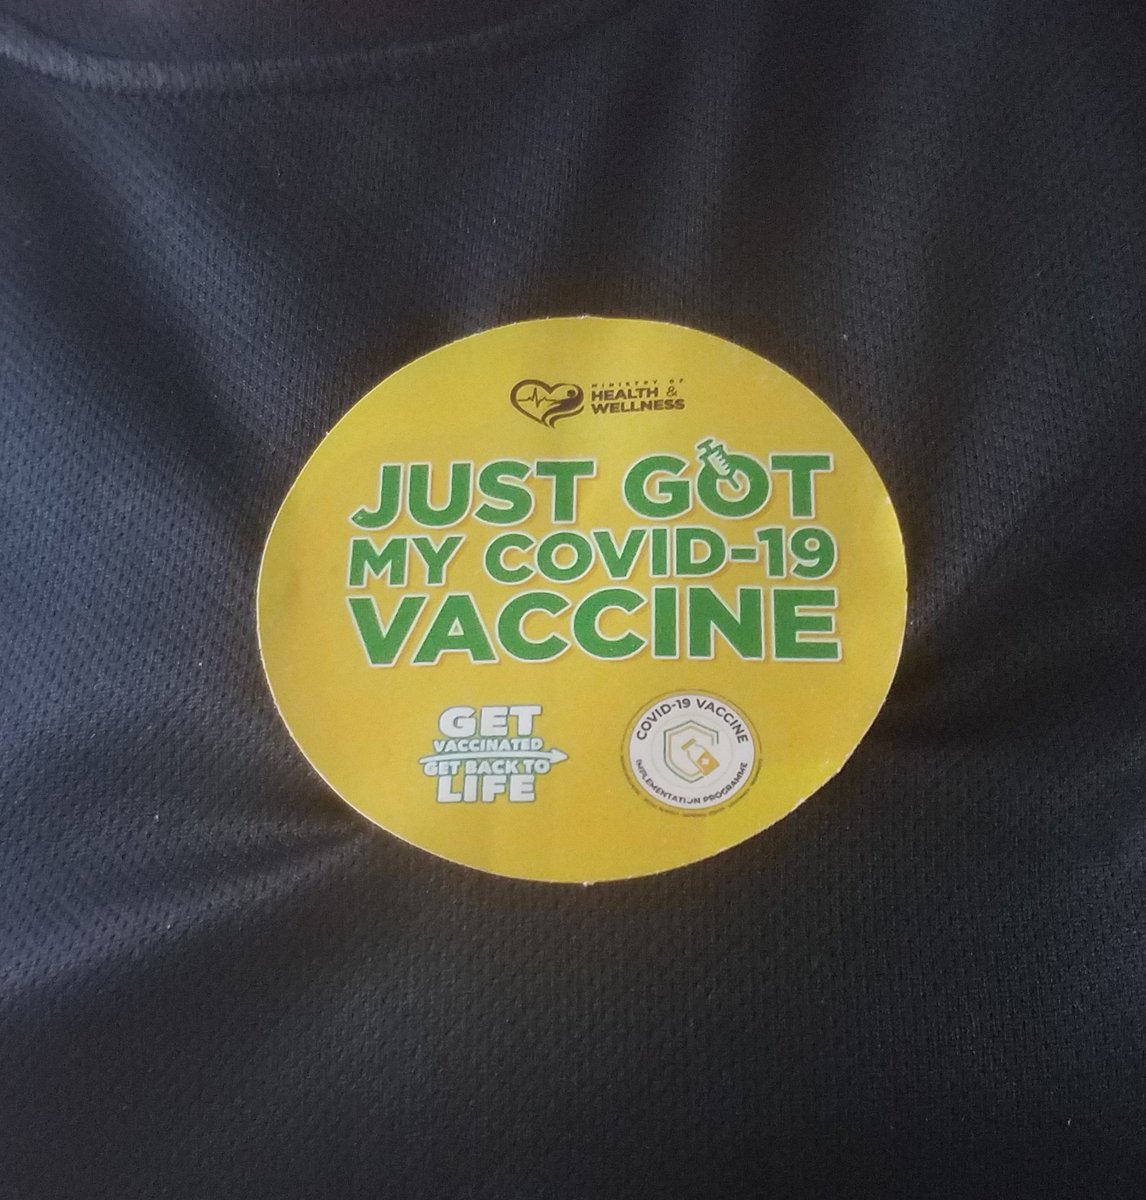 MINISTRY OF
HEALTH &
WELLNESS
JUST GOT
MY COVID-19
VACCINE
GET
VACCINATED
GET BACK TO
LIFE
COVID-19 VACCINE
IMPLEMENTATION PROGRAMME